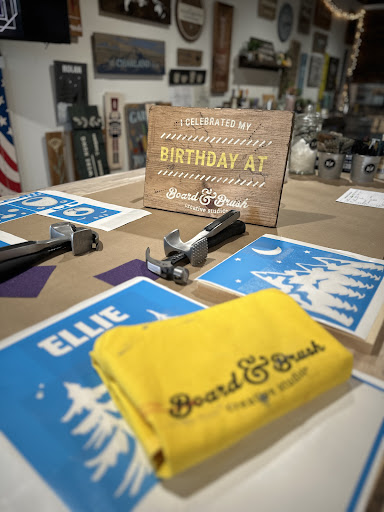 I CELEBRATED MY
BIRTHDAY AT
Board & Brush
creative studio
ELLIE
Board & Brush
creative studio